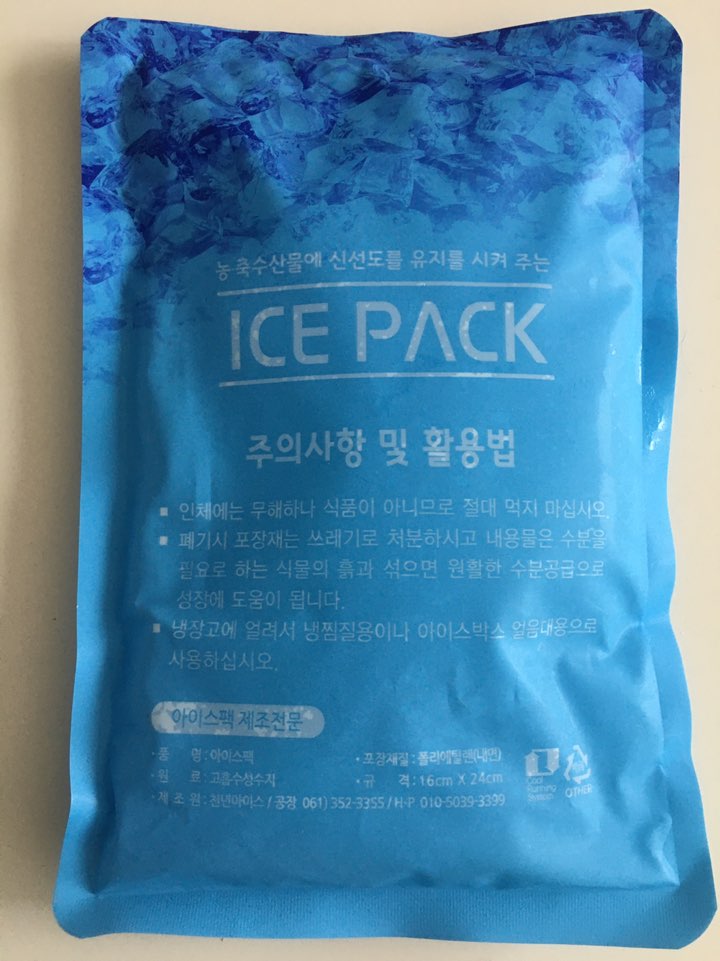 농축수산물에 신선도를 유지를 시켜 주는
ICE PACK
주의사항 및 활용법
▪ 인체에는 무해하나 식품이 아니므로 절대 먹지 마십시오.
▪ 폐기시 포장재는 쓰레기로 처분하시고 내용물은 수분을
필요로 하는 식물의 흙과 섞으면 원활한 수분공급으로
성장에 도움이 됩니다.
▪ 냉장고에 얼려서 냉찜질용이나 아이스박스 얼음대용으로
사용하십시오.
아이스팩 제조전문
· 품 명 : 아이스팩 · 포장재질 : 폴리에틸렌(내면)
· 원 료 : 고흡수성수지 · 규 격 : 16cm X 24cm
· 제 조 원 : 천년아이스 / 공장 061) 352-3355 / H·P 010-5039-3399
Cool
Running
System
OTHER